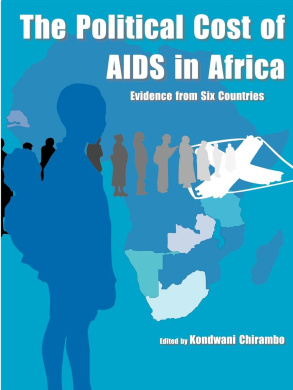 The Political Cost of
AIDS in Africa
Evidence from Six Countries
Edited by Kondwani Chirambo